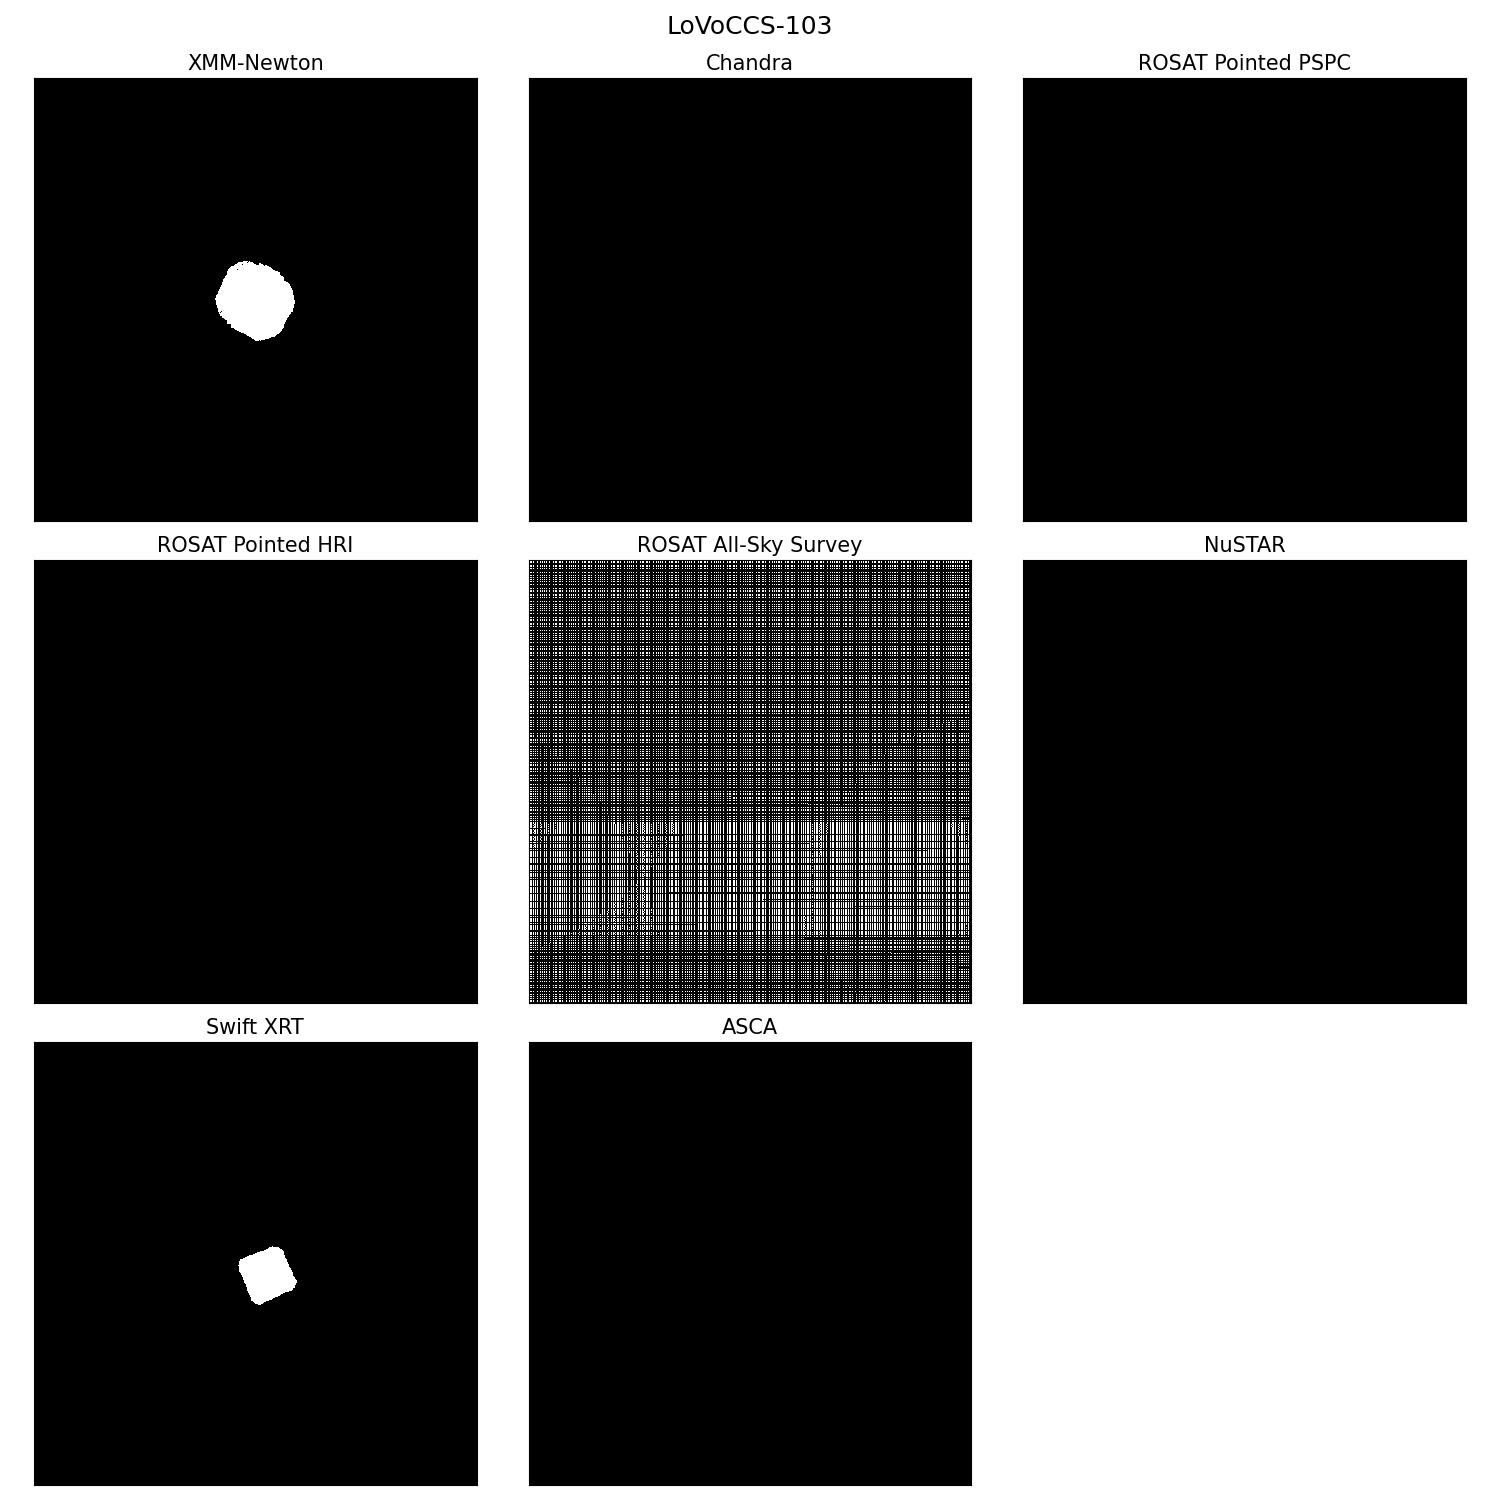 LoVoCCS-103
XMM-Newton
Chandra
ROSAT Pointed PSPC
ROSAT Pointed HRI
ROSAT All-Sky Survey
NuSTAR
Swift XRT
ASCA